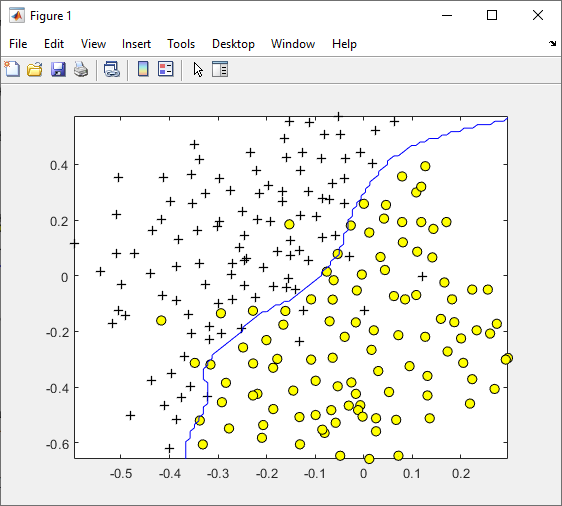 Figure 1
File Edit View Insert Tools Desktop Window Help
0.4
0.2
0
-0.2
-0.4
-0.6
-0.5 -0.4 -0.3 -0.2 -0.1 0 0.1 0.2